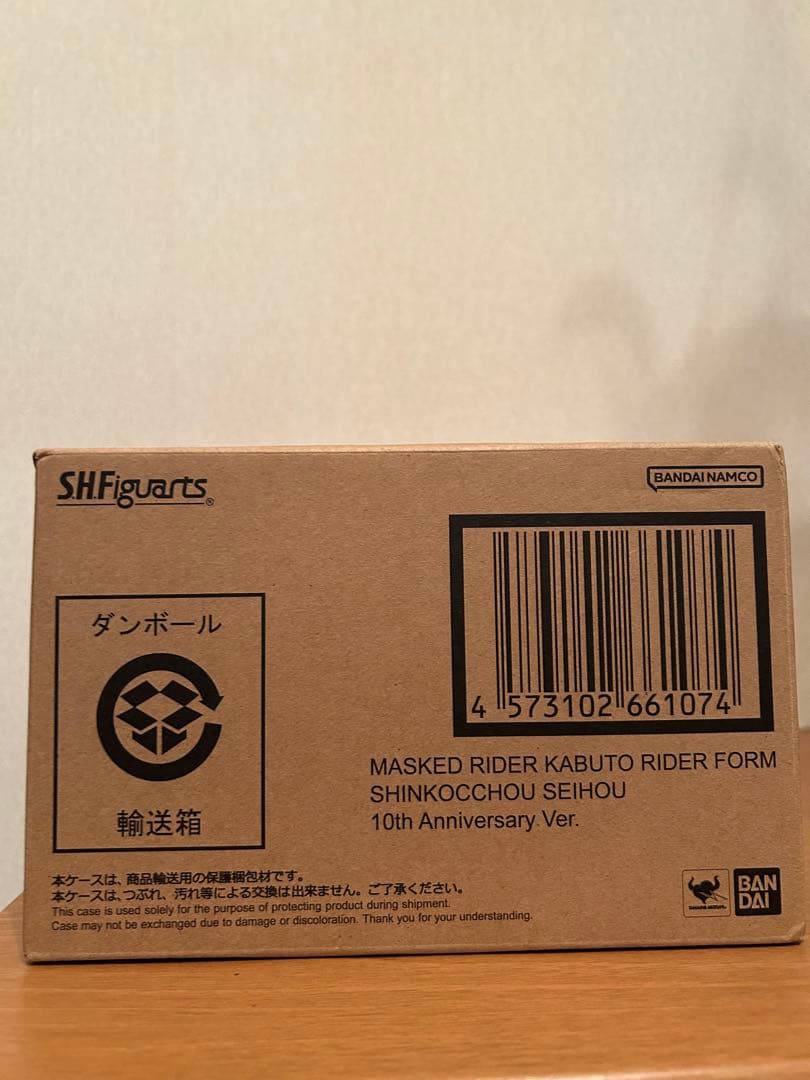 S.H.Figuarts®
BANDAI NAMCO
ダンボール
輸送箱
4 573102 661074
MASKED RIDER KABUTO RIDER FORM
SHINKOCCHOU SEIHOU
10th Anniversary Ver.
本ケースは、商品輸送用の保護梱包材です。
本ケースは、つぶれ、汚れ等による交換は出来ません。ご了承ください。
This case is used solely for the purpose of protecting product during shipment.
Case may not be exchanged due to damage or discoloration. Thank you for your understanding.
BAN
DAI